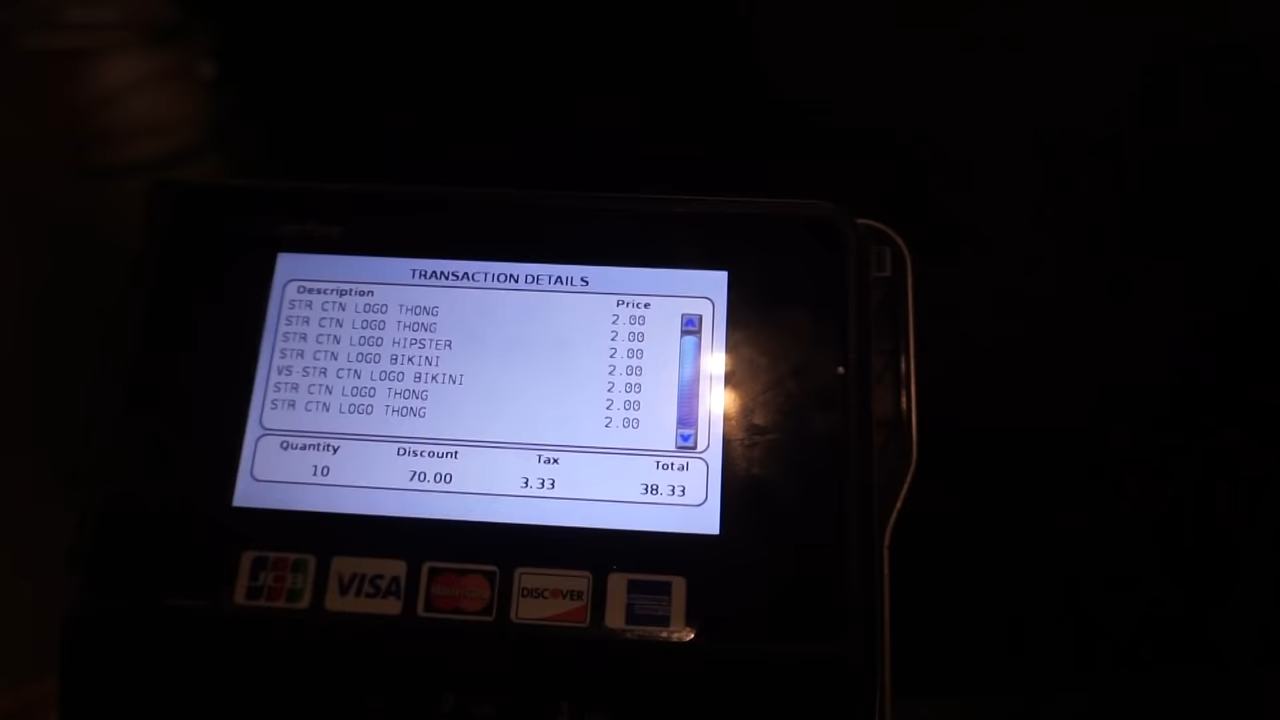 TRANSACTION DETAILS
Description Price
STR CTN LOGO THONG 2.00
STR CTN LOGO THONG 2.00
STR CTN LOGO HIPSTER 2.00
STR CTN LOGO BIKINI 2.00
VS-STR CTN LOGO BIKINI 2.00
STR CTN LOGO THONG 2.00
STR CTN LOGO THONG 2.00
Quantity Discount Tax Total
10 70.00 3.33 38.33
JCB VISA MasterCard DISCOVER